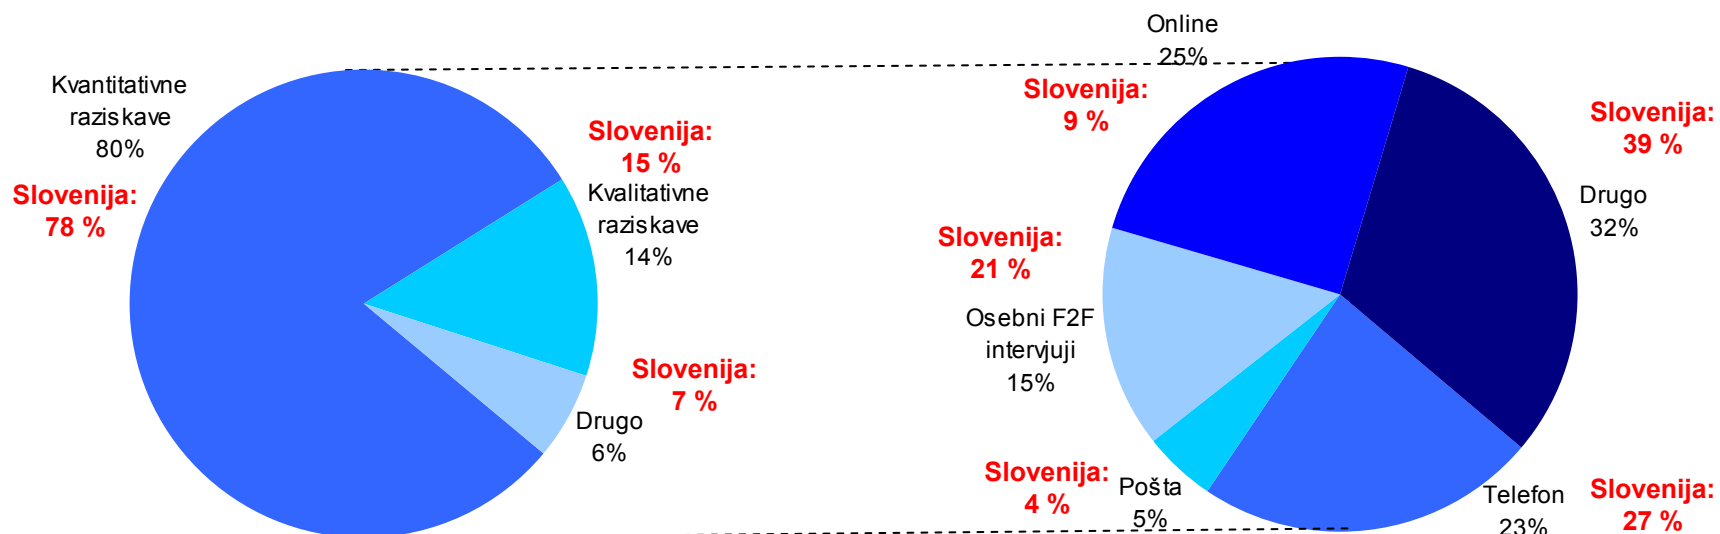 Kvantitativne
raziskave
80%
Slovenija:
78 %
Slovenija:
15 %
Kvalitativne
raziskave
14%
Slovenija:
7 %
Drugo
6%
Online
25%
Slovenija:
9 %
Slovenija:
39 %
Drugo
32%
Slovenija:
21 %
Osebni F2F
intervjuji
15%
Slovenija:
4 %
Pošta
5%
Telefon
23%
Slovenija:
27 %